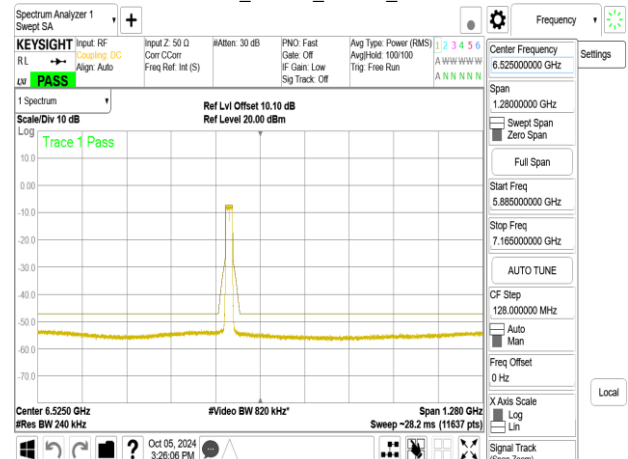 Spectrum Analyzer 1
Swept SA
Frequency
KEYSIGHT
RL
LNI PASS
Input: RF
Coupling: DC
Align: Auto
Input Z: 50 Ω
Corr CCorr
Freq Ref: Int (S)
#Atten: 30 dB
PNO: Fast
Gate: Off
IF Gain: Low
Sig Track: Off
Avg Type: Power (RMS)
Avg|Hold: 100/100
Trig: Free Run
1 2 3 4 5 6
A W W W W W
A N N N N N
1 Spectrum
Scale/Div 10 dB
Ref Lvl Offset 10.10 dB
Ref Level 20.00 dBm
Log
Trace 1 Pass
10.0
0.00
-10.0
-20.0
-30.0
-40.0
-50.0
-60.0
-70.0
Center 6.5250 GHz
#Video BW 820 kHz*
Span 1.280 GHz
#Res BW 240 kHz
Sweep ~28.2 ms (11637 pts)
Oct 05, 2024
3:26:06 PM
Center Frequency
6.525000000 GHz
Settings
Span
1.28000000 GHz
Swept Span
Zero Span
Full Span
Start Freq
5.885000000 GHz
Stop Freq
7.165000000 GHz
AUTO TUNE
CF Step
128.000000 MHz
Auto
Man
Freq Offset
0 Hz
X Axis Scale
Log
Lin
Local
Signal Track
(Span Zoom)